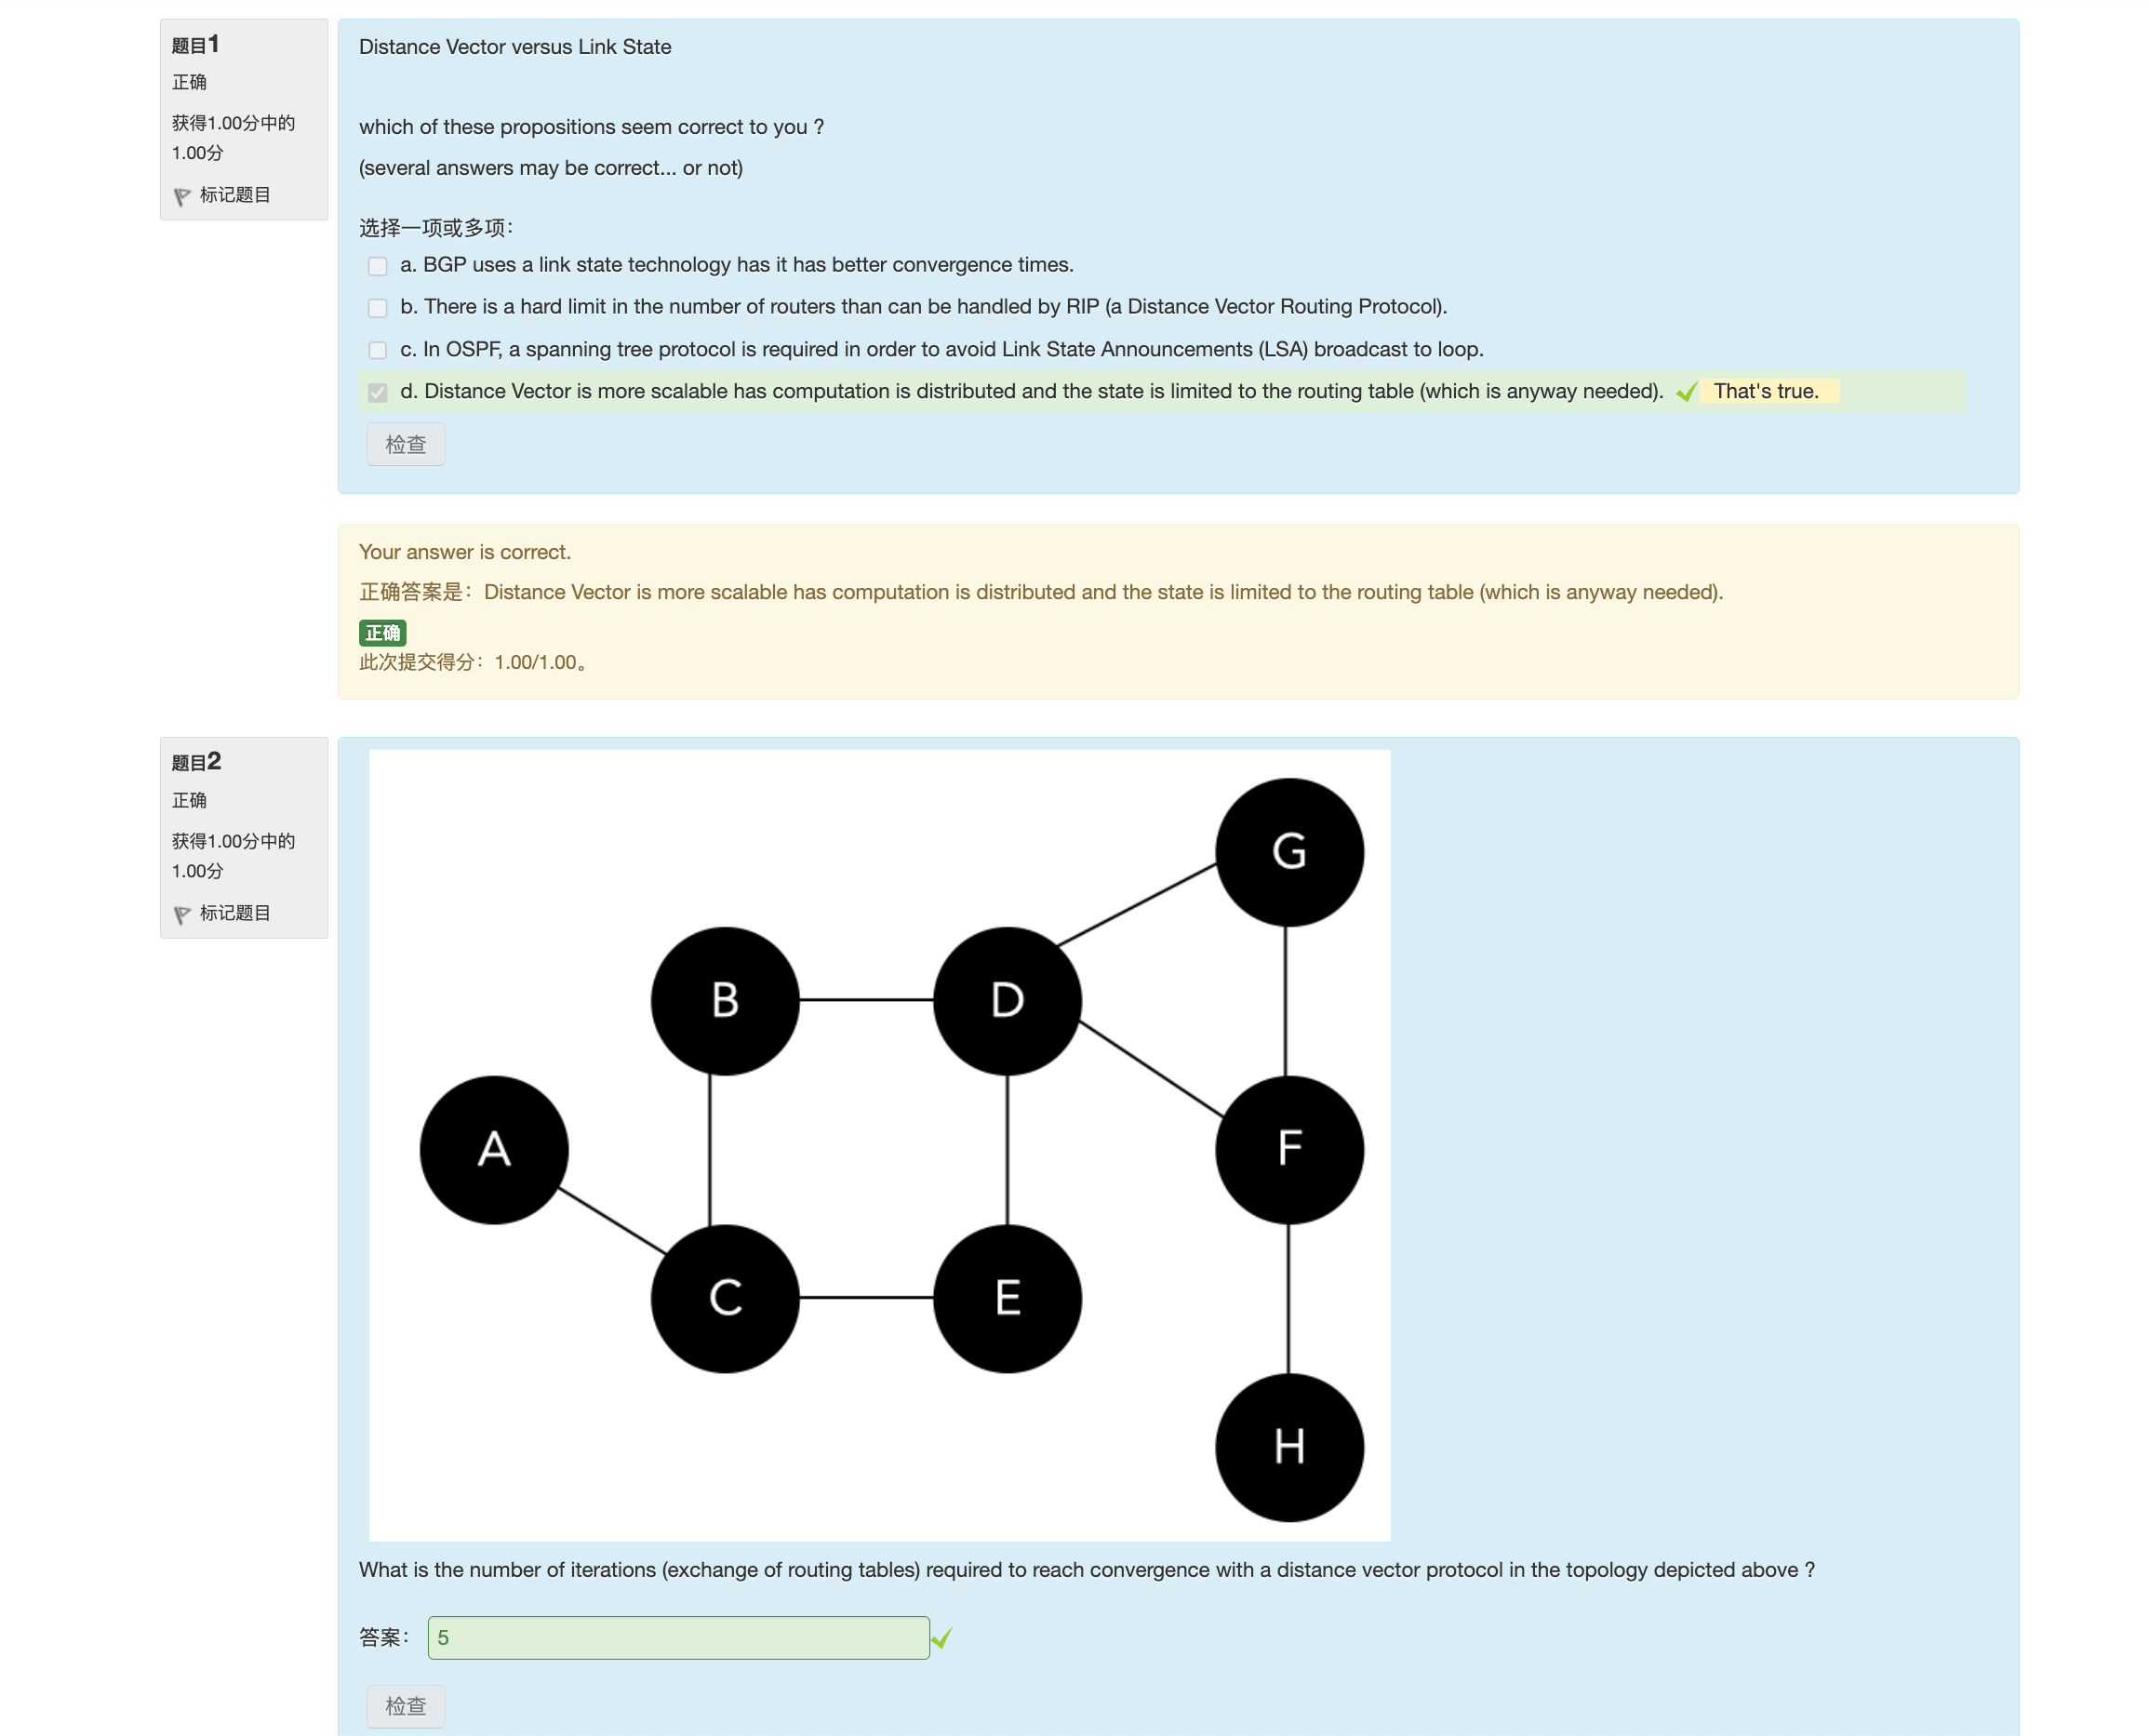 题目1
正确
获得1.00分中的
1.00分
标记题目
Distance Vector versus Link State
which of these propositions seem correct to you ?
(several answers may be correct... or not)
选择一项或多项：
a. BGP uses a link state technology has it has better convergence times.
b. There is a hard limit in the number of routers than can be handled by RIP (a Distance Vector Routing Protocol).
c. In OSPF, a spanning tree protocol is required in order to avoid Link State Announcements (LSA) broadcast to loop.
d. Distance Vector is more scalable has computation is distributed and the state is limited to the routing table (which is anyway needed). That's true.
检查
Your answer is correct.
正确答案是：Distance Vector is more scalable has computation is distributed and the state is limited to the routing table (which is anyway needed).
正确
此次提交得分：1.00/1.00。
题目2
正确
获得1.00分中的
1.00分
标记题目
G
B
D
A
F
C
E
H
What is the number of iterations (exchange of routing tables) required to reach convergence with a distance vector protocol in the topology depicted above ?
答案： 5
检查